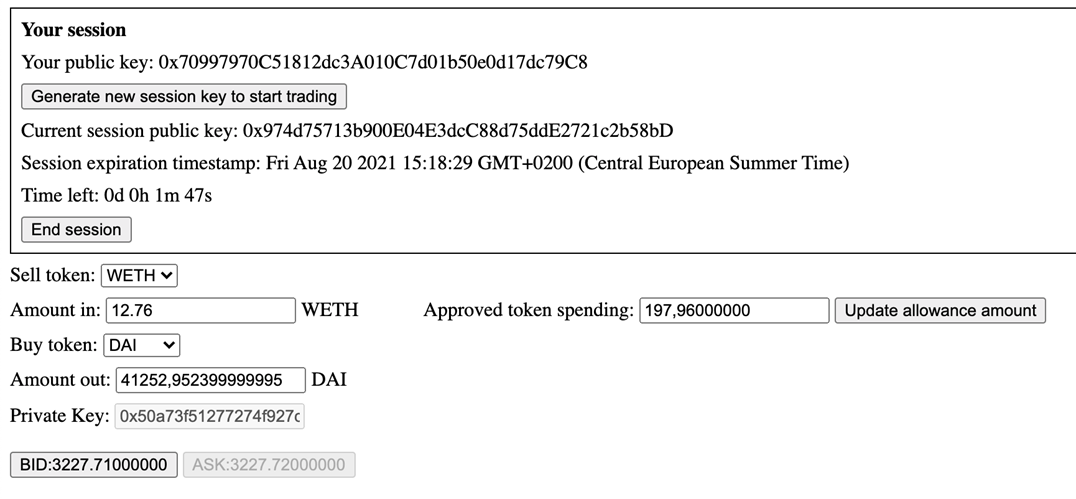 Your session
Your public key: 0x70997970C51812dc3A010C7d01b50e0d17dc79C8
Generate new session key to start trading
Current session public key: 0x974d75713b900E04E3dcC88d75ddE2721c2b58bD
Session expiration timestamp: Fri Aug 20 2021 15:18:29 GMT+0200 (Central European Summer Time)
Time left: 0d 0h 1m 47s
End session
Sell token: WETH
Amount in: 12.76 WETH Approved token spending: 197,96000000 Update allowance amount
Buy token: DAI
Amount out: 41252,952399999995 DAI
Private Key: 0x50a73f51277274f927c
BID:3227.71000000 ASK:3227.72000000